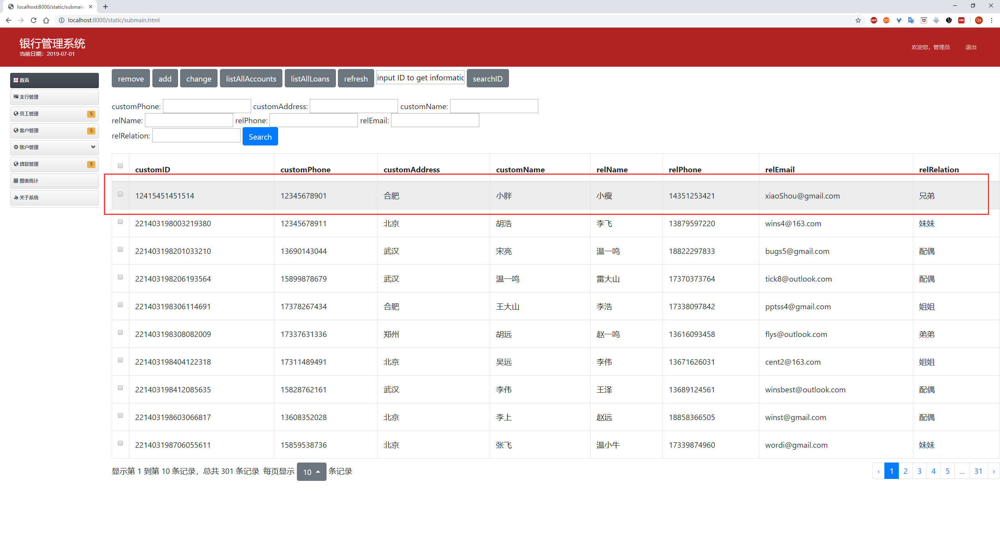 localhost:8000/static/submain
localhost:8000/static/submain.html
ABP
CORS
Qy
银行管理系统
当前日期：2019-07-01
欢迎您，管理员 退出
首页
支行管理
员工管理 5
客户管理 5
账户管理
贷款管理 5
图表统计
关于系统
remove add change listAllAccounts listAllLoans refresh input ID to get informatic searchID
customPhone: customAddress: customName:
relName: relPhone: relEmail:
relRelation: Search
customID customPhone customAddress customName relName relPhone relEmail relRelation
12415451451514 12345678901 合肥 小胖 小瘦 14351253421 xiaoShou@gmail.com 兄弟
221403198003219380 12345678911 北京 胡浩 李飞 13879597220 wins4@163.com 妹妹
221403198201033210 13690143044 武汉 宋亮 温一鸣 18822297833 bugs5@gmail.com 配偶
221403198206193564 15899878679 武汉 温一鸣 雷大山 17370373764 tick8@outlook.com 配偶
221403198306114691 17378267434 合肥 王大山 李浩 17338097842 pptss4@gmail.com 姐姐
221403198308082009 17337631336 郑州 胡远 赵一鸣 13616093458 flys@outlook.com 弟弟
221403198404122318 17311489491 北京 吴远 李伟 13671626031 cent2@163.com 姐姐
221403198412085635 15828762161 武汉 李伟 王泽 13689124561 winsbest@outlook.com 配偶
221403198603066817 13608352028 北京 李上 赵远 18858366505 winst@gmail.com 配偶
221403198706055611 15859538736 北京 张飞 温小牛 17339874960 wordi@gmail.com 妹妹
显示第 1 到第 10 条记录，总共 301 条记录 每页显示 10 条记录
‹ 1 2 3 4 5 ... 31 ›